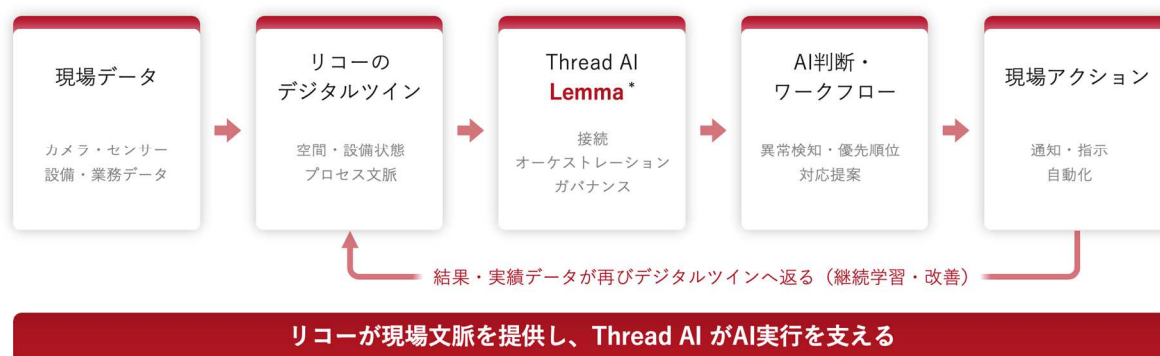 現場データ
カメラ・センサー
設備・業務データ
リコーの
デジタルツイン
空間・設備状態
プロセス文脈
Thread AI
Lemma*
接続
オーケストレーション
ガバナンス
AI判断・
ワークフロー
異常検知・優先順位
対応提案
現場アクション
通知・指示
自動化
結果・実績データが再びデジタルツインへ返る（継続学習・改善）
リコーが現場文脈を提供し、Thread AI がAI実行を支える